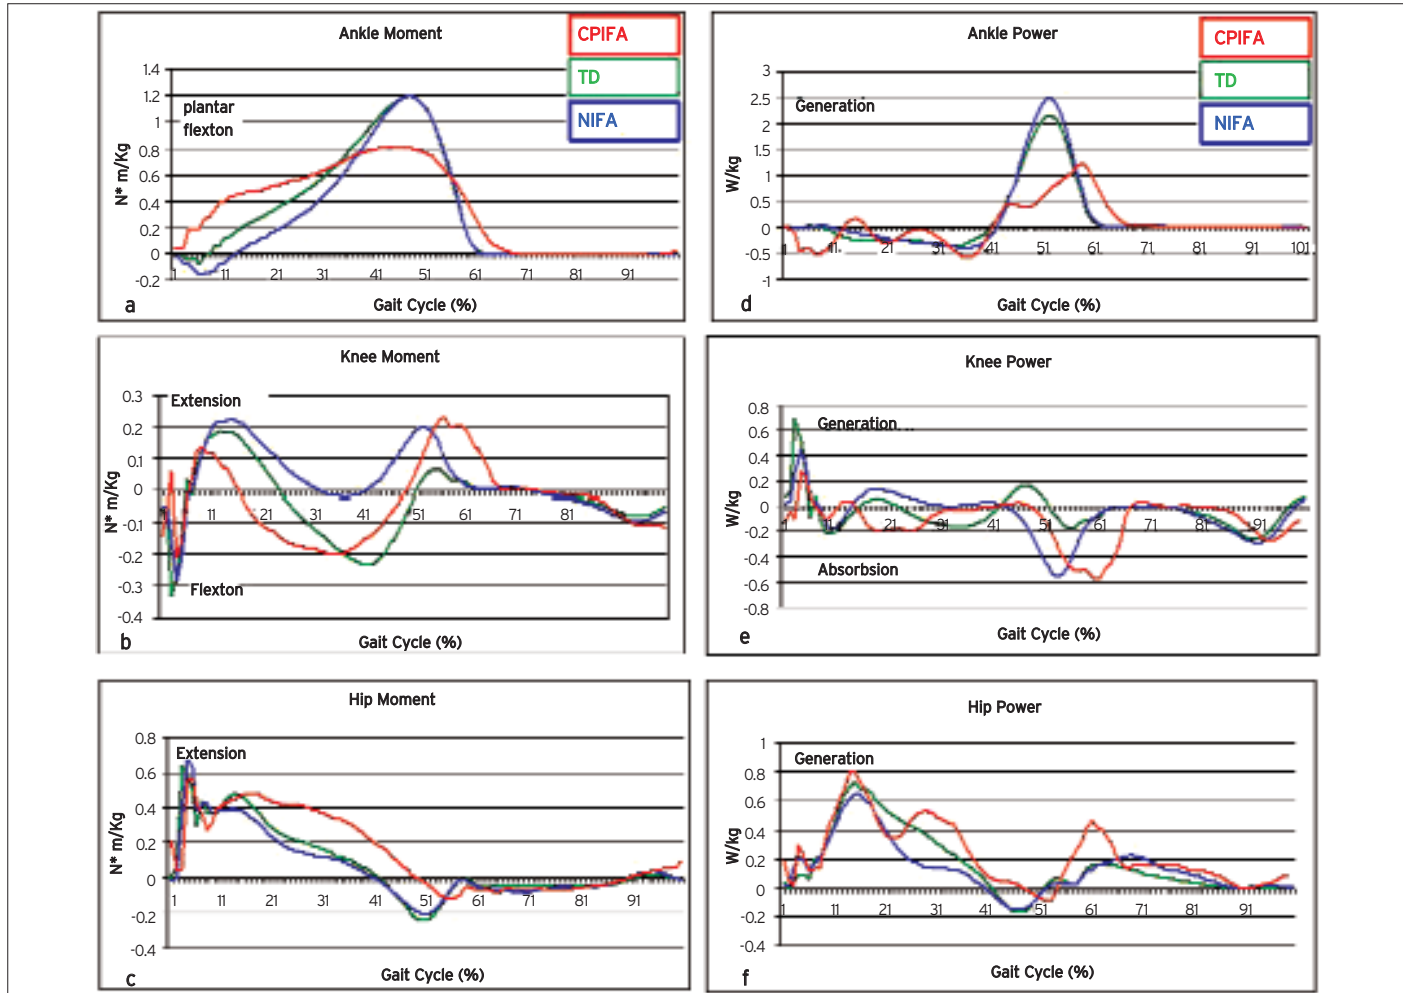 Ankle Moment
CPIFA
TD
NIFA
1.4
1.2
1
0.8
0.6
0.4
0.2
0
-0.2
plantar
flexton
N* m/Kg
1 11 21 31 41 51 61 71 81 91
Gait Cycle (%)
a
Ankle Power
CPIFA
TD
NIFA
3
2.5
2
1.5
1
0.5
0
-0.5
-1
Generation
W/kg
1 11. 21. 31. 41 51. 61. 71. 81. 91. 10.
Gait Cycle (%)
d
Knee Moment
0.3
0.2
0.1
0
-0.1
-0.2
-0.3
-0.4
Extension
Flexton
N* m/Kg
11 21 31 41 51 61 71 81
Gait Cycle (%)
b
Knee Power
0.8
0.6
0.4
0.2
0
-0.2
-0.4
-0.6
-0.8
Generation...
Absorbsion
W/kg
1 11 21 31 41 51 61 71 81 91
Gait Cycle (%)
e
Hip Moment
0.8
0.6
0.4
0.2
0
-0.2
-0.4
Extension
N* m/Kg
1 11 21 31 41 51 61 71 81 91
Gait Cycle (%)
c
Hip Power
1
0.8
0.6
0.4
0.2
0
-0.2
-0.4
Generation
W/kg
1 11 21 31 41 51 61 71 81 91
Gait Cycle (%)
f